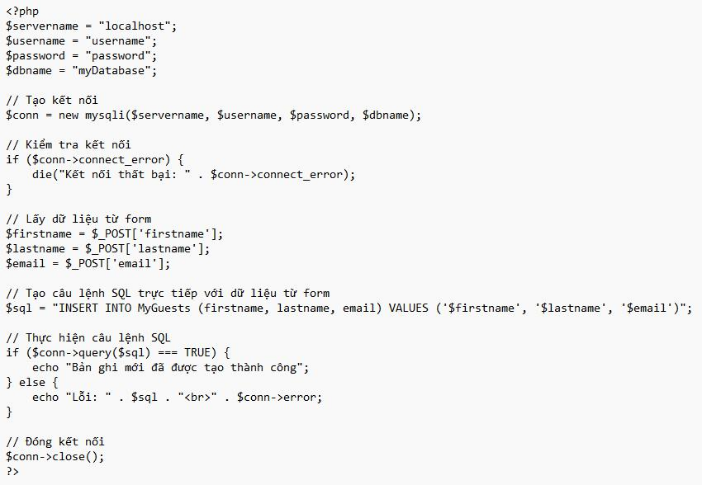 <?php
$servername = "localhost";
$username = "username";
$password = "password";
$dbname = "myDatabase";
// Tạo kết nối
$conn = new mysqli($servername, $username, $password, $dbname);
// Kiểm tra kết nối
if ($conn->connect_error) {
    die("Kết nối thất bại: " . $conn->connect_error);
}
// Lấy dữ liệu từ form
$firstname = $_POST['firstname'];
$lastname = $_POST['lastname'];
$email = $_POST['email'];
// Tạo câu lệnh SQL trực tiếp với dữ liệu từ form
$sql = "INSERT INTO MyGuests (firstname, lastname, email) VALUES ('$firstname', '$lastname', '$email')";
// Thực hiện câu lệnh SQL
if ($conn->query($sql) === TRUE) {
    echo "Bản ghi mới đã được tạo thành công";
} else {
    echo "Lỗi: " . $sql . "<br>" . $conn->error;
}
// Đóng kết nối
$conn->close();
?>